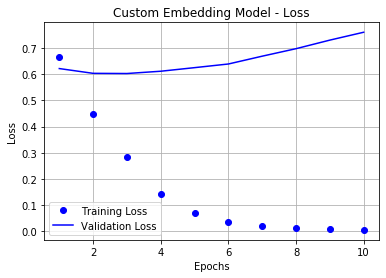 Custom Embedding Model - Loss
Loss
0.7
0.6
0.5
0.4
0.3
0.2
0.1
0.0
Training Loss
Validation Loss
2
4
6
8
10
Epochs